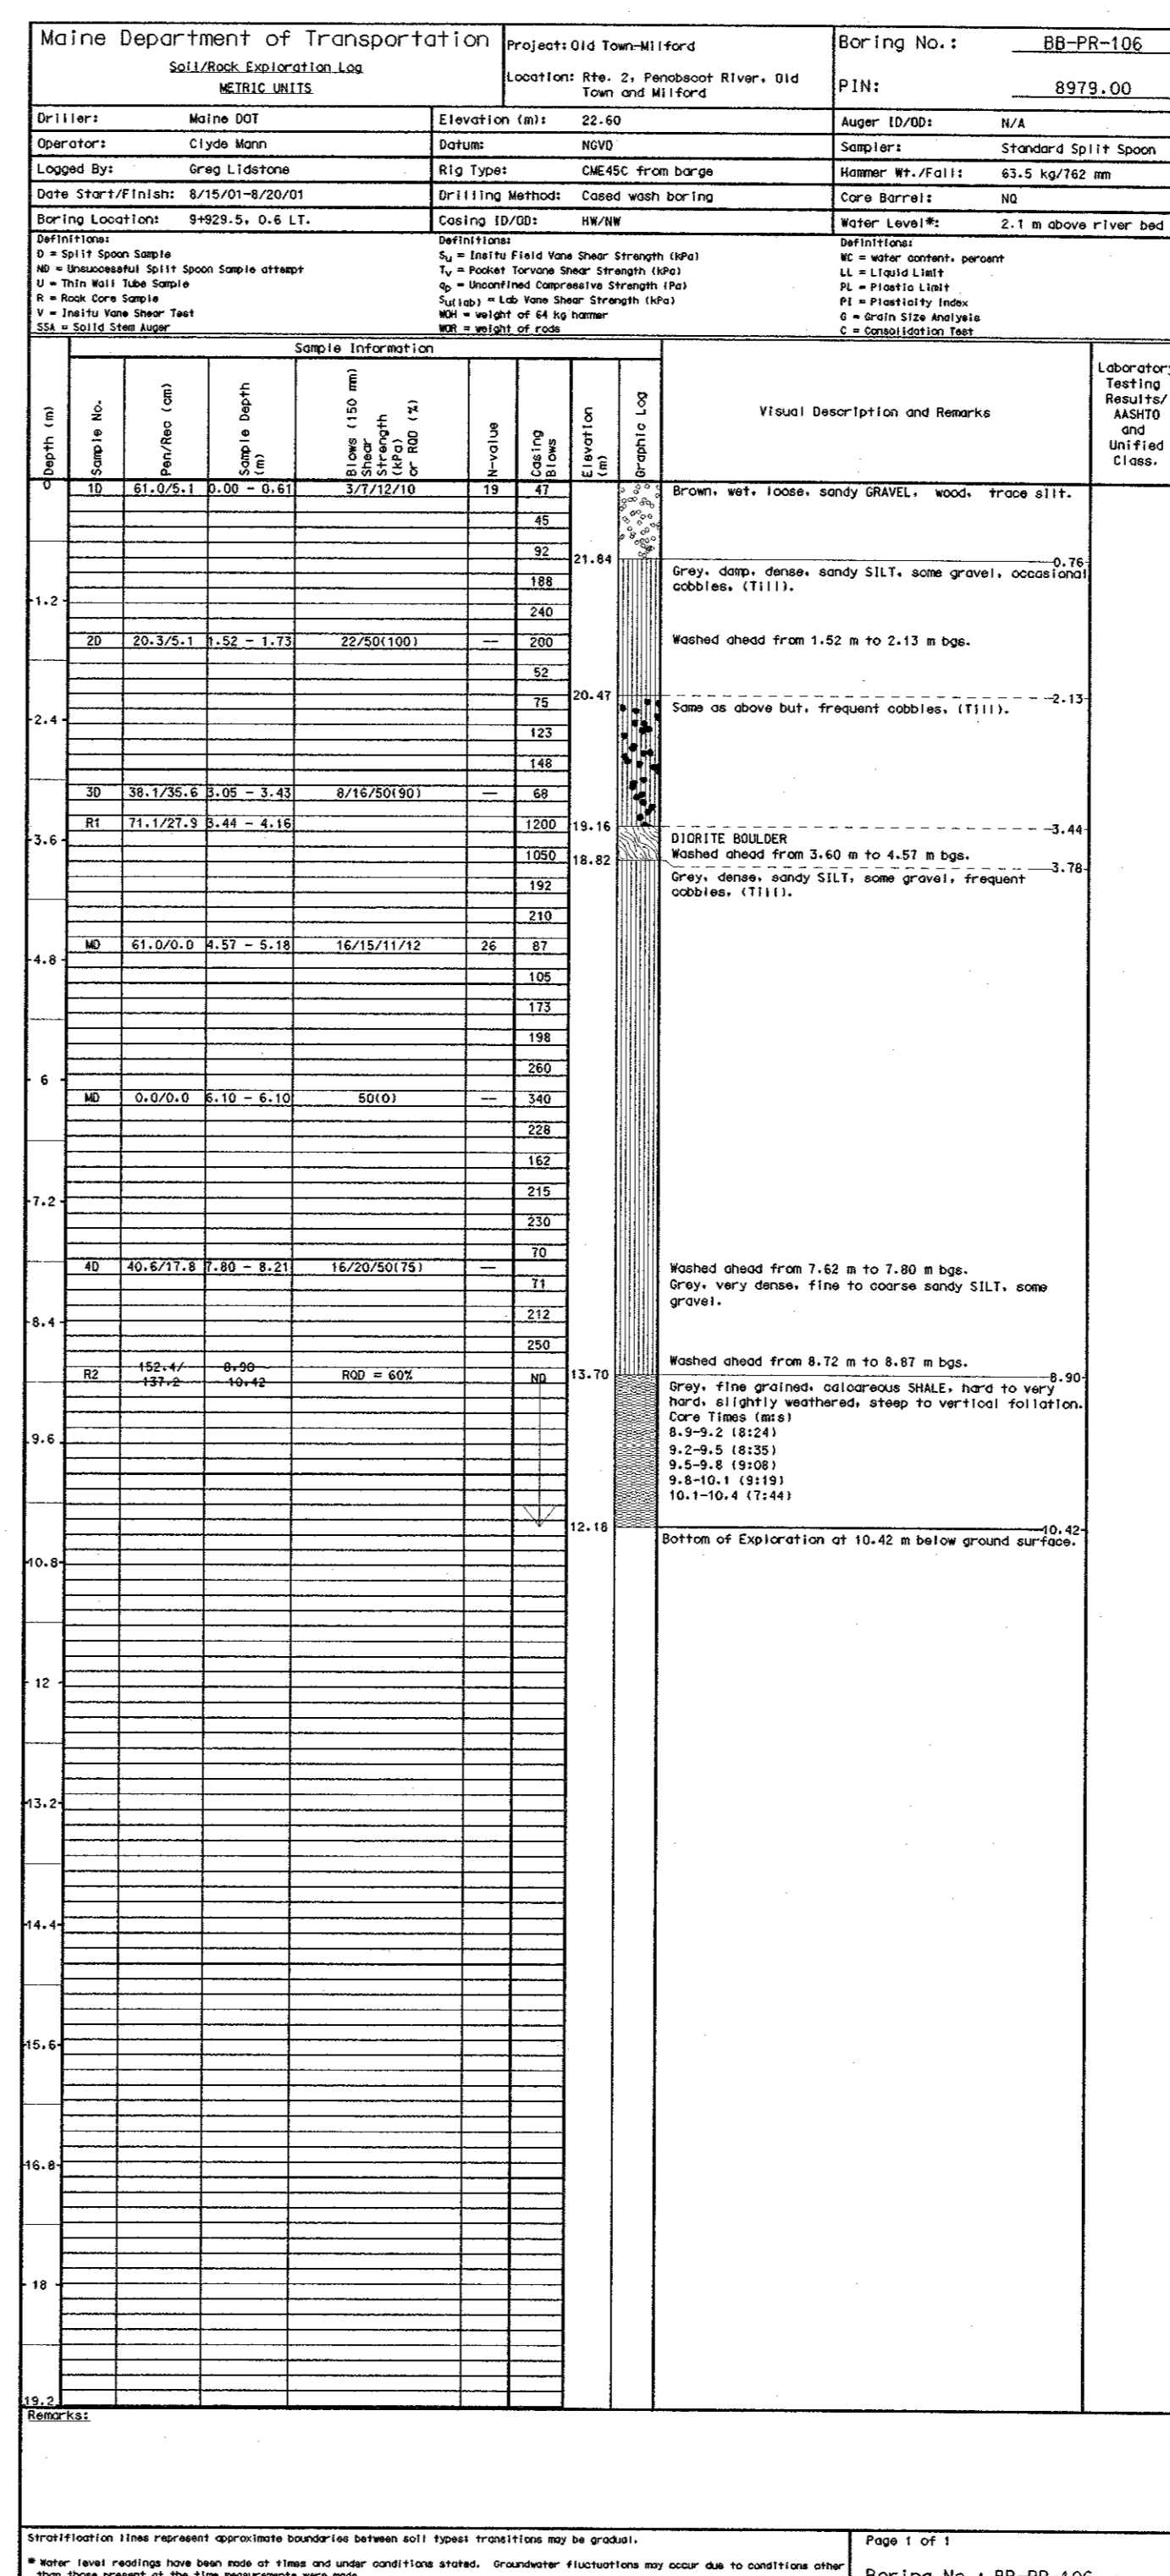 Maine Department of Transportation
Soil/Rock Exploration Log
METRIC UNITS
Project: Old Town-Milford
Location: Rte. 2, Penobscot River, Old
Town and Milford
Boring No.: BB-PR-106
PIN: 8979.00
Driller: Maine DOT Elevation (m): 22.60 Auger ID/OD: N/A
Operator: Clyde Mann Datum: NGVD Sampler: Standard Split Spoon
Logged By: Greg Lidstone Rig Type: CME45C from barge Hammer Wt./Fall: 63.5 kg/762 mm
Date Start/Finish: 8/15/01-8/20/01 Drilling Method: Cased wash boring Core Barrel: NQ
Boring Location: 9+929.5, 0.6 LT. Casing ID/OD: HW/NW Water Level*: 2.1 m above river bed
Definitions:
D = Split Spoon Sample
MD = Unsuccessful Split Spoon Sample attempt
U = Thin Wall Tube Sample
R = Rock Core Sample
V = Insitu Vane Shear Test
SSA = Solid Stem Auger
Definitions:
Su = Insitu Field Vane Shear Strength (kPa)
Tv = Pocket Torvane Shear Strength (kPa)
qp = Unconfined Compressive Strength (Pa)
Su(lab) = Lab Vane Shear Strength (kPa)
WOH = weight of 64 kg hammer
WOR = weight of rods
Definitions:
WC = water content, percent
LL = Liquid Limit
PL = Plastic Limit
PI = Plasticity Index
G = Grain Size Analysis
C = Consolidation Test
Sample Information
Depth (m)
Sample No.
Pen/Rec (cm)
Sample Depth
(m)
Blows (150 mm)
Shear
Strength
(kPa)
or RQD (%)
N-value
Casing
Blows
Elevation
(m)
Graphic Log
Visual Description and Remarks
Laboratory
Testing
Results/
AASHTO
and
Unified
Class.
0 1D 61.0/5.1 0.00 - 0.61 3/7/12/10 19 47 Brown, wet, loose, sandy GRAVEL, wood, trace silt.
45
92
21.84 0.76
Grey, damp, dense, sandy SILT, some gravel, occasional
188 cobbles, (Till).
1.2
240
2D 20.3/5.1 1.52 - 1.73 22/50(100) -- 200 Washed ahead from 1.52 m to 2.13 m bgs.
52
75 20.47 2.13
Same as above but, frequent cobbles, (Till).
2.4
123
148
3D 38.1/35.6 3.05 - 3.43 8/16/50(90) -- 68
R1 71.1/27.9 3.44 - 4.16 1200 19.16 3.44
3.6 DIORITE BOULDER
1050 18.82 Washed ahead from 3.60 m to 4.57 m bgs.
3.78
192 Grey, dense, sandy SILT, some gravel, frequent
cobbles, (Till).
210
MD 61.0/0.0 4.57 - 5.18 16/15/11/12 26 87
4.8
105
173
198
260
6
MD 0.0/0.0 6.10 - 6.10 50(0) -- 340
228
162
215
7.2
230
70
4D 40.6/17.8 7.80 - 8.21 16/20/50(75) -- Washed ahead from 7.62 m to 7.80 m bgs.
71 Grey, very dense, fine to coarse sandy SILT, some
gravel.
212
8.4
250
Washed ahead from 8.72 m to 8.87 m bgs.
R2 152.4/ 8.90 - RQD = 60% NQ 13.70 8.90
137.2 10.42
Grey, fine grained, calcareous SHALE, hard to very
hard, slightly weathered, steep to vertical foliation.
Core Times (m:s)
8.9-9.2 (8:24)
9.6
9.2-9.5 (8:35)
9.5-9.8 (9:08)
9.8-10.1 (9:19)
10.1-10.4 (7:44)
12.18 10.42
Bottom of Exploration at 10.42 m below ground surface.
10.8
12
13.2
14.4
15.6
16.8
18
19.2
Remarks:
Stratification lines represent approximate boundaries between soil types; transitions may be gradual.
* Water level readings have been made at times and under conditions stated. Groundwater fluctuations may occur due to conditions other
than those present at the time measurements were made.
Page 1 of 1
Boring No.: BB-PR-106